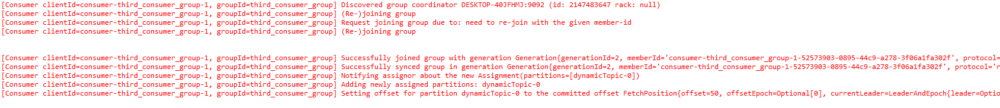 [Consumer clientId=consumer-third_consumer_group-1, groupId=third_consumer_group] Discovered group coordinator DESKTOP-40JFHMJ:9092 (id: 2147483647 rack: null)
[Consumer clientId=consumer-third_consumer_group-1, groupId=third_consumer_group] (Re-)joining group
[Consumer clientId=consumer-third_consumer_group-1, groupId=third_consumer_group] Request joining group due to: need to re-join with the given member-id
[Consumer clientId=consumer-third_consumer_group-1, groupId=third_consumer_group] (Re-)joining group
[Consumer clientId=consumer-third_consumer_group-1, groupId=third_consumer_group] Successfully joined group with generation Generation{generationId=2, memberId='consumer-third_consumer_group-1-52573903-0895-44c9-a278-3f06a1fa302f', protocol=
[Consumer clientId=consumer-third_consumer_group-1, groupId=third_consumer_group] Successfully synced group in generation Generation{generationId=2, memberId='consumer-third_consumer_group-1-52573903-0895-44c9-a278-3f06a1fa302f', protocol='r
[Consumer clientId=consumer-third_consumer_group-1, groupId=third_consumer_group] Notifying assignor about the new Assignment(partitions=[dynamicTopic-0])
[Consumer clientId=consumer-third_consumer_group-1, groupId=third_consumer_group] Adding newly assigned partitions: dynamicTopic-0
[Consumer clientId=consumer-third_consumer_group-1, groupId=third_consumer_group] Setting offset for partition dynamicTopic-0 to the committed offset FetchPosition{offset=50, offsetEpoch=Optional[0], currentLeader=LeaderAndEpoch{leader=Optio